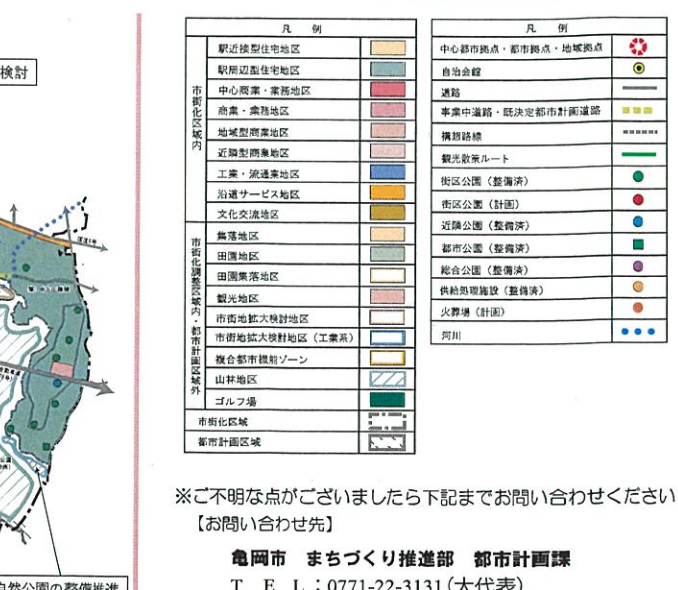 検討
自然公園の整備推進
凡 例
市街化区域内
駅近接型住宅地区
駅周辺型住宅地区
中心商業・業務地区
商業・業務地区
地域型商業地区
近隣型商業地区
工業・流通業地区
沿道サービス地区
文化交流地区
市街化調整区域内・都市計画区域外
集落地区
田園地区
田園集落地区
観光地区
市街地拡大検討地区
市街地拡大検討地区（工業系）
複合都市機能ゾーン
山林地区
ゴルフ場
市街化区域
都市計画区域
凡 例
中心都市拠点・都市拠点・地域拠点
自治会館
道路
事業中道路・既決定都市計画道路
構想路線
観光散策ルート
街区公園（整備済）
街区公園（計画）
近隣公園（整備済）
都市公園（整備済）
総合公園（整備済）
供給処理施設（整備済）
火葬場（計画）
河川
※ご不明な点がございましたら下記までお問い合わせください
【お問い合わせ先】
亀岡市 まちづくり推進部 都市計画課
T E L：0771-22-3131(大代表)